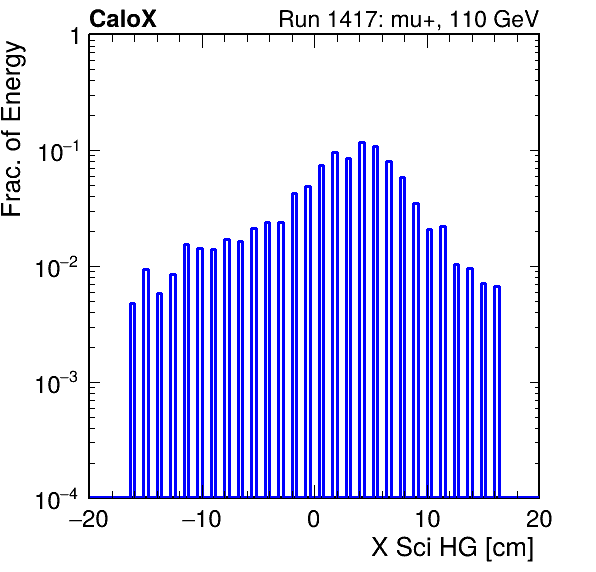 CaloX Run 1417: mu+, 110 GeV
Frac. of Energy
1
10⁻¹
10⁻²
10⁻³
10⁻⁴
−20 −10 0 10 20
X Sci HG [cm]